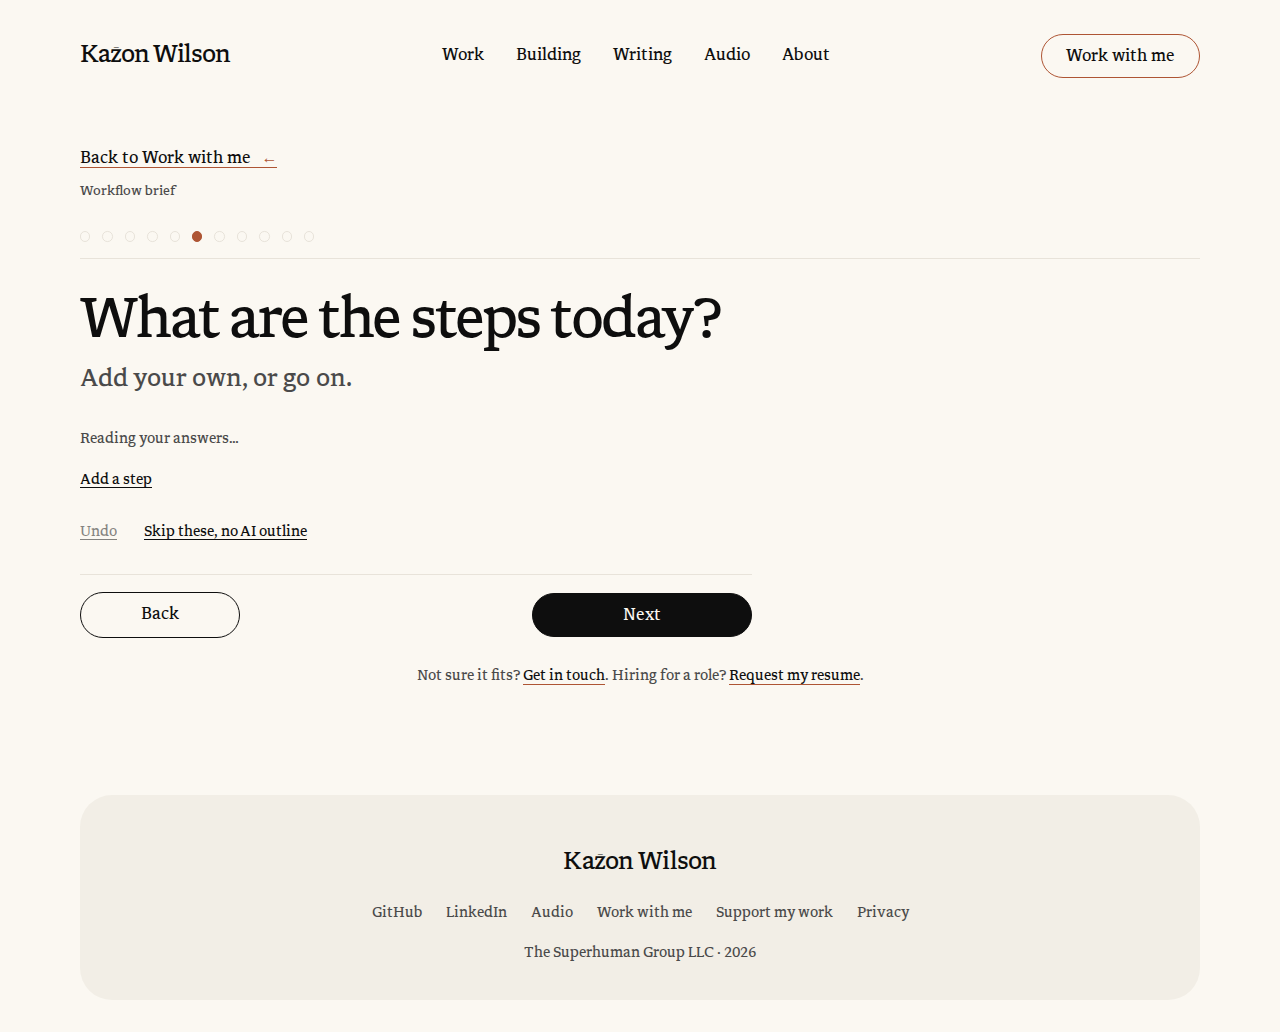 Każon Wilson
Work Building Writing Audio About
Work with me
Back to Work with me ←
Workflow brief
What are the steps today?
Add your own, or go on.
Reading your answers…
Add a step
Undo Skip these, no AI outline
Back Next
Not sure it fits? Get in touch. Hiring for a role? Request my resume.
Każon Wilson
GitHub LinkedIn Audio Work with me Support my work Privacy
The Superhuman Group LLC · 2026